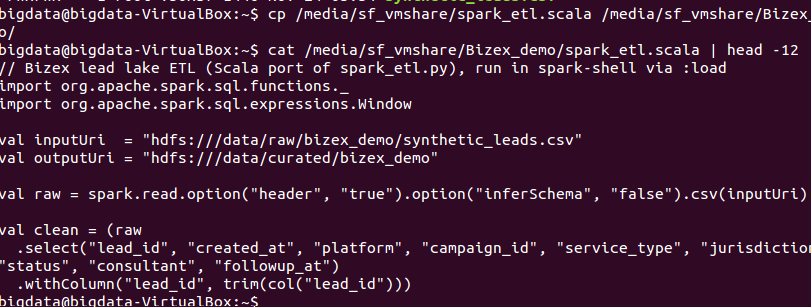 bigdata@bigdata-VirtualBox:~$ cp /media/sf_vmshare/spark_etl.scala /media/sf_vmshare/Bizex_
o/
bigdata@bigdata-VirtualBox:~$ cat /media/sf_vmshare/Bizex_demo/spark_etl.scala | head -12
// Bizex lead lake ETL (Scala port of spark_etl.py), run in spark-shell via :load
import org.apache.spark.sql.functions._
import org.apache.spark.sql.expressions.Window
val inputUri  = "hdfs:///data/raw/bizex_demo/synthetic_leads.csv"
val outputUri = "hdfs:///data/curated/bizex_demo"
val raw = spark.read.option("header", "true").option("inferSchema", "false").csv(inputUri)
val clean = (raw
  .select("lead_id", "created_at", "platform", "campaign_id", "service_type", "jurisdiction
"status", "consultant", "followup_at")
  .withColumn("lead_id", trim(col("lead_id")))
bigdata@bigdata-VirtualBox:~$